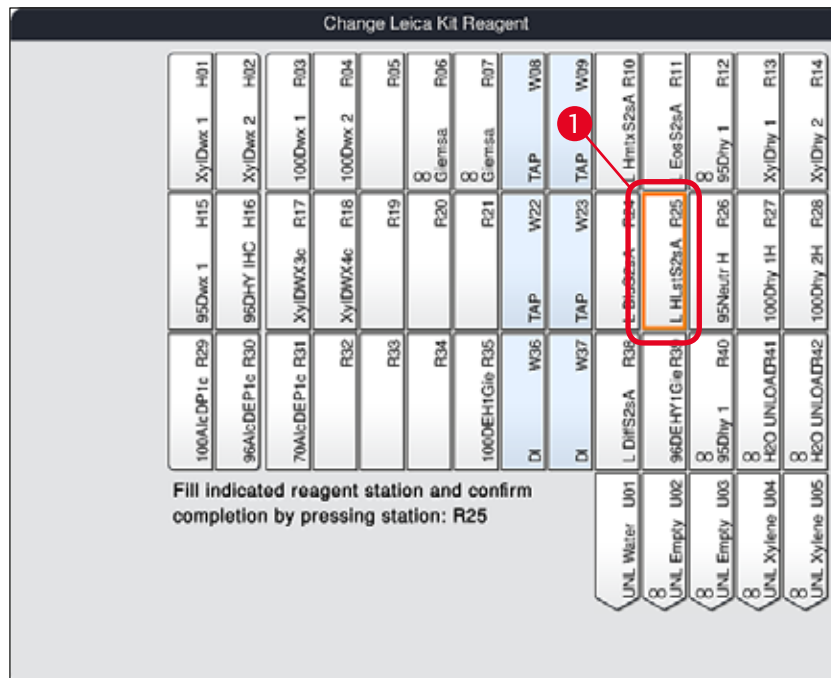 Change Leica Kit Reagent
XylDwx 1 H01
XylDwx 2 H02
100Dwx 1 R03
100Dwx 2 R04
R05
∞ Giemsa R06
∞ Giemsa R07
TAP W08
TAP W09
L HmtxS2sA R10
L EosS2sA R11
∞ 95Dhy 1 R12
XylDhy 1 R13
XylDhy 2 R14
1
95Dwx 1 H15
96DHY IHC H16
XylDWX3c R17
XylDWX4c R18
R19
R20
R21
TAP W22
TAP W23
L R24
L HLstS2sA R25
95Neutr H R26
100Dhy 1H R27
100Dhy 2H R28
100AlcDP1c R29
96AlcDEP1c R30
70AlcDEP1c R31
R32
R33
R34
100DEH1Gie R35
DI W36
DI W37
L DiffS2sA R38
96DEHY1Gie R39
∞ 95Dhy 1 R40
∞ H2O UNLOAD R41
∞ H2O UNLOAD R42
Fill indicated reagent station and confirm
completion by pressing station: R25
UNL Water U01
∞ UNL Empty U02
∞ UNL Empty U03
∞ UNL Xylene U04
∞ UNL Xylene U05